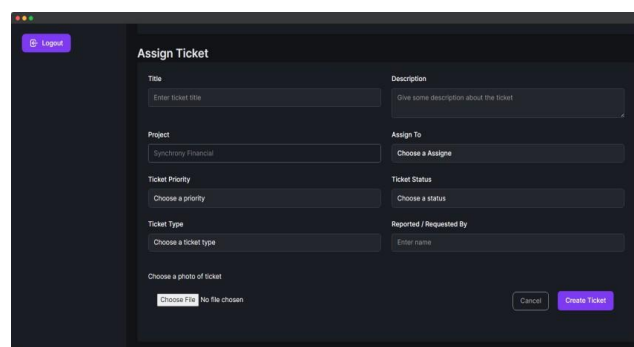 Logout
Assign Ticket
Title
Description
Enter ticket title
Give some description about the ticket
Project
Assign To
Synchrony Financial
Choose a Assigne
Ticket Priority
Ticket Status
Choose a priority
Choose a status
Ticket Type
Reported / Requested By
Choose a ticket type
Enter name
Choose a photo of ticket
Choose File No file chosen
Cancel
Create Ticket